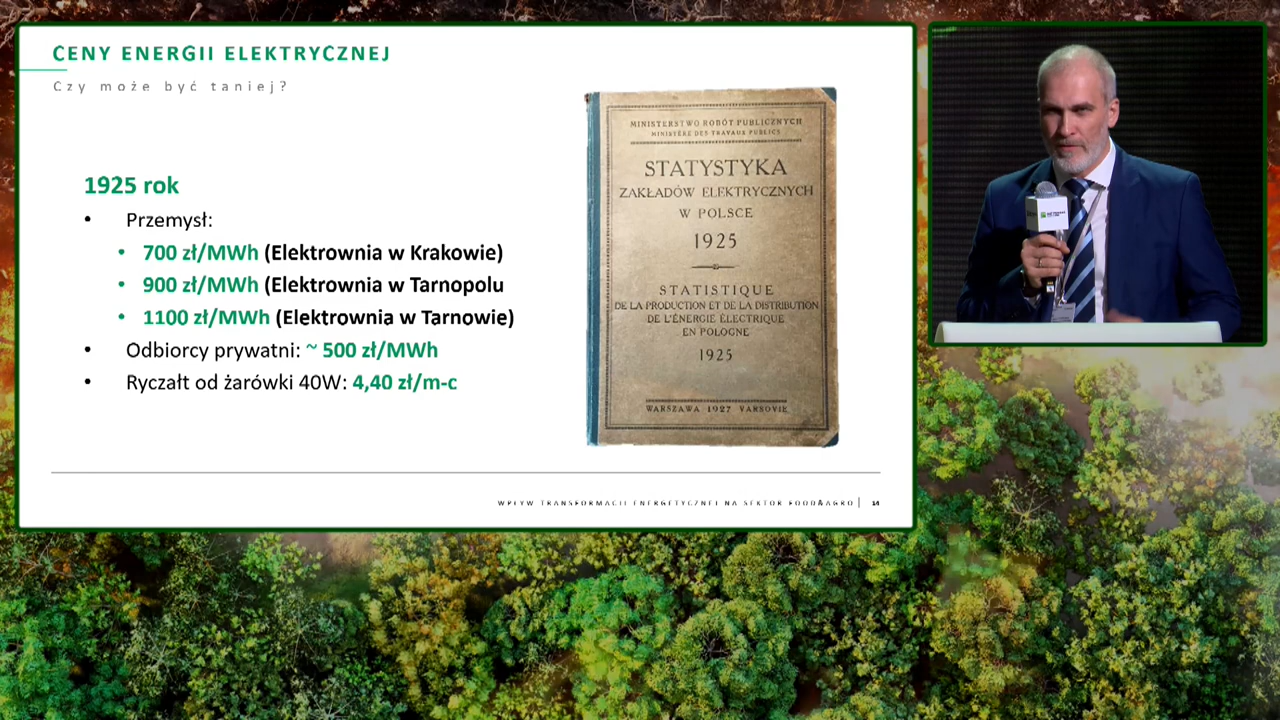 CENY ENERGII ELEKTRYCZNEJ
Czy może być taniej?
1925 rok
• Przemysł:
• 700 zł/MWh (Elektrownia w Krakowie)
• 900 zł/MWh (Elektrownia w Tarnopolu
• 1100 zł/MWh (Elektrownia w Tarnowie)
• Odbiorcy prywatni: ~ 500 zł/MWh
• Ryczałt od żarówki 40W: 4,40 zł/m-c
MINISTERSTWO ROBÓT PUBLICZNYCH
MINISTÈRE DES TRAVAUX PUBLICS
STATYSTYKA
ZAKŁADÓW ELEKTRYCZNYCH
W POLSCE
1925
STATISTIQUE
DE LA PRODUCTION ET DE LA DISTRIBUTION
DE L'ÉNERGIE ÉLECTRIQUE
EN POLOGNE
1925
WARSZAWA 1927 VARSOVIE
WPŁYW TRANSFORMACJI ENERGETYCZNEJ NA SEKTOR FOOD&AGRO | 14